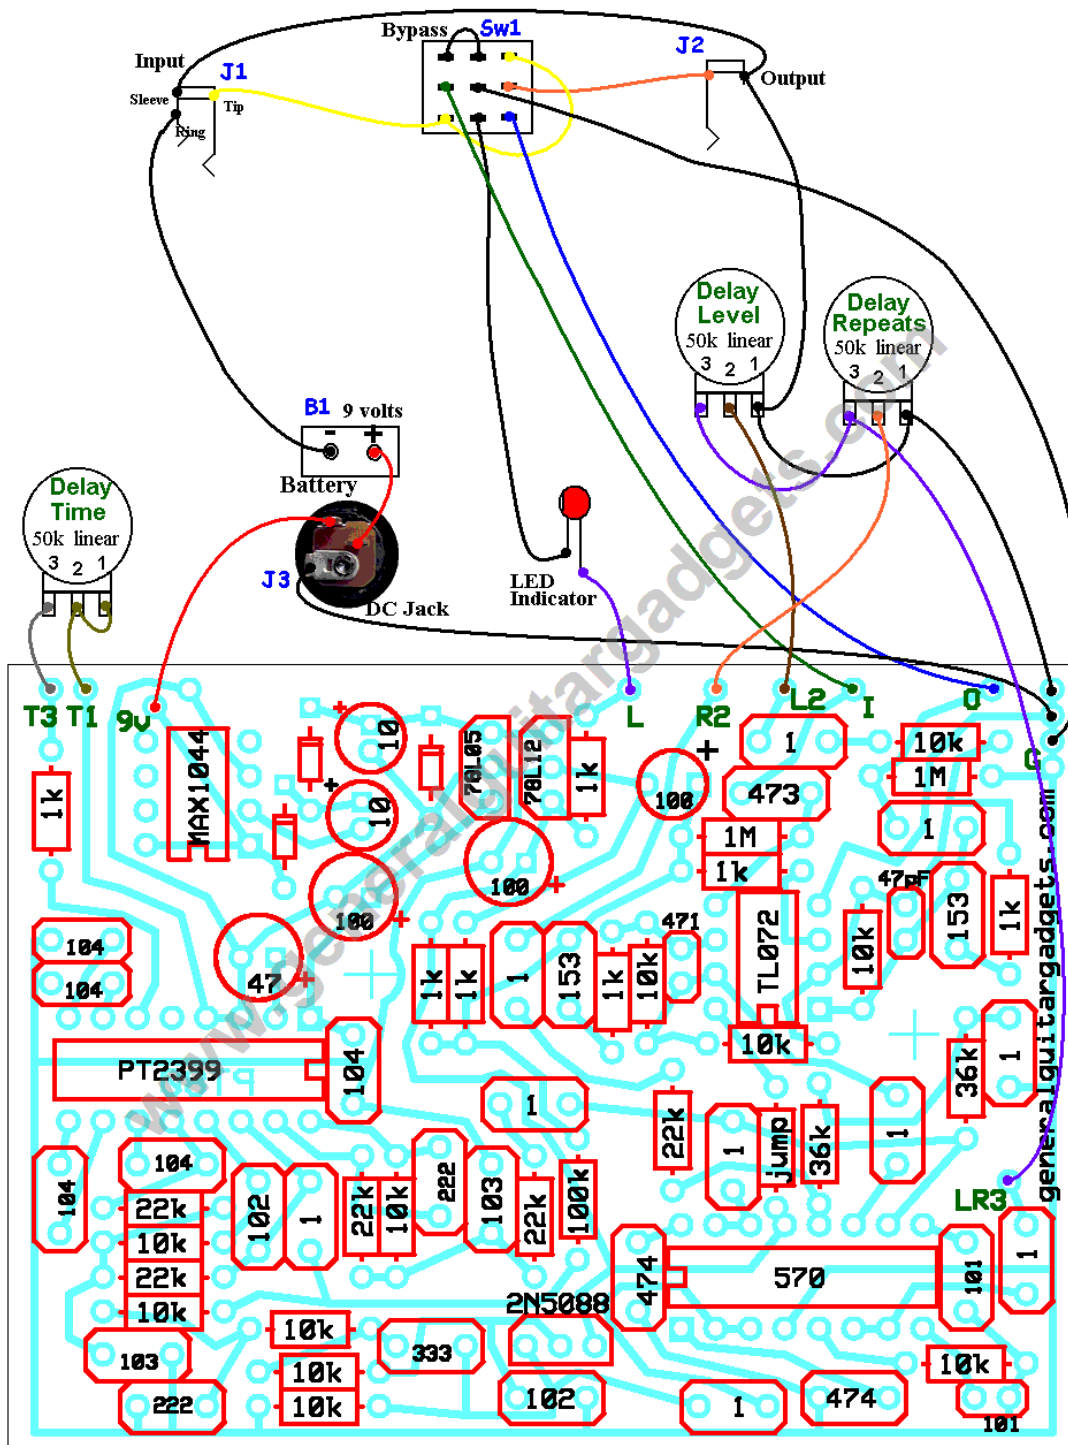 Bypass
Sw1
J2
Input
J1
Output
Sleeve
Tip
Ring
Delay
Level
50k linear
3 2 1
Delay
Repeats
50k linear
3 2 1
B1 9 volts
- +
Battery
Delay
Time
50k linear
3 2 1
J3
DC Jack
LED
Indicator
T3 T1 9v
L R2 L2 I O
G
1k
MAX1044
+
10
+
10
78L05
78L12
1k
+
100
1
473
10k
1M
1
1M
1k
47pF
100
+
100
+
47
+
104
104
1k
1k
1
153
1k
10k
471
TL072
10k
153
1k
10k
PT2399
104
1
22k
1
jump
36k
1
36k
1
104
104
22k
10k
22k
10k
102
1
22k
10k
222
103
22k
100k
LR3
474
570
101
1
2N5088
10k
333
103
10k
10k
222
102
1
474
10k
101
generalguitargadgets.com
www.generalguitargadgets.com